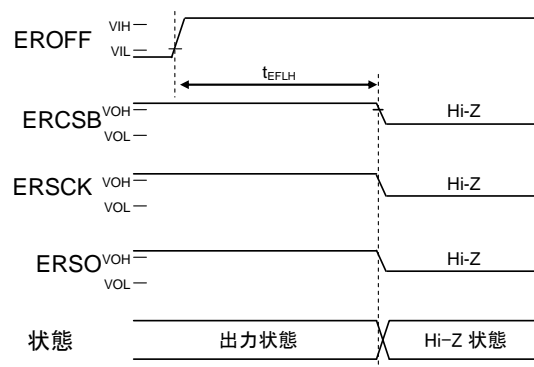 EROFF
VIH
VIL
tEFLH
ERCSB
VOH
VOL
Hi-Z
ERSCK
VOH
VOL
Hi-Z
ERSO
VOH
VOL
Hi-Z
状態
出力状態
Hi-Z 状態